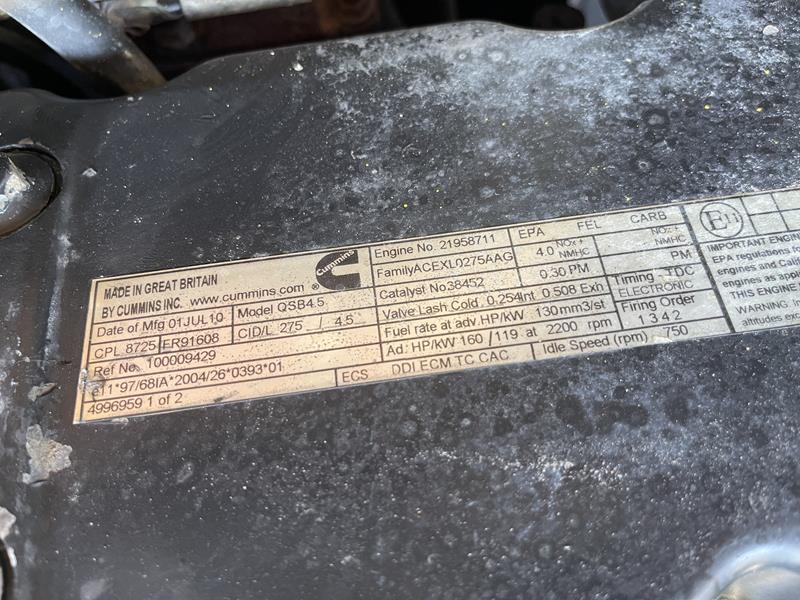 MADE IN GREAT BRITAIN
BY CUMMINS INC. www.cummins.com ®
Cummins
Date of Mfg 01JUL10 Model QSB4.5
CPL 8725 ER91608 CID/L 275 / 4.5
Ref No. 100009429
e11*97/68IA*2004/26*0393*01
4996959 1 of 2
Engine No. 21958711
FamilyACEXL0275AAG
Catalyst No38452
EPA FEL CARB
4.0 NOx+ NMHC NOx+ NMHC
0.30 PM PM
Valve Lash Cold. 0.254Int 0.508 Exh
Timing - TDC
ELECTRONIC
Fuel rate at adv.HP/KW 130mm3/st
Firing Order
1 3 4 2
Ad: HP/KW 160 /119 at 2200 rpm
ECS DDI ECM TC CAC
Idle Speed (rpm) 750
E11
IMPORTANT ENGIN
EPA regulations fo
engines and Cali
THIS ENGINE
WARNING: In
altitudes exc